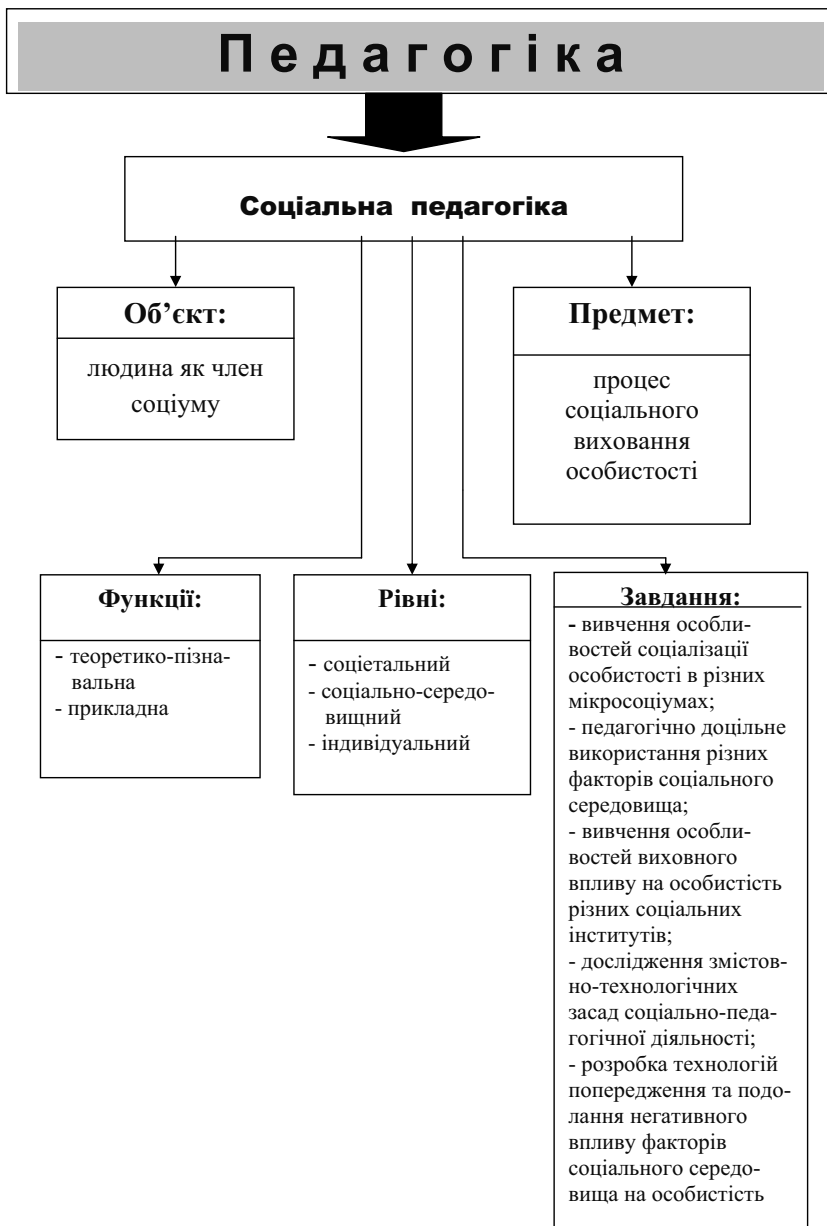 Педагогіка
Соціальна педагогіка
Об’єкт:
людина як член
соціуму
Предмет:
процес
соціального
виховання
особистості
Функції:
- теоретико-пізна-
вальна
- прикладна
Рівні:
- соціетальний
- соціально-середо-
вищний
- індивідуальний
Завдання:
- вивчення особли-
востей соціалізації
особистості в різних
мікросоціумах;
- педагогічно доцільне
використання різних
факторів соціального
середовища;
- вивчення особли-
востей виховного
впливу на особистість
різних соціальних
інститутів;
- дослідження змістов-
но-технологічних
засад соціально-педа-
гогічної діяльності;
- розробка технологій
попередження та подо-
лання негативного
впливу факторів
соціального середо-
вища на особистість